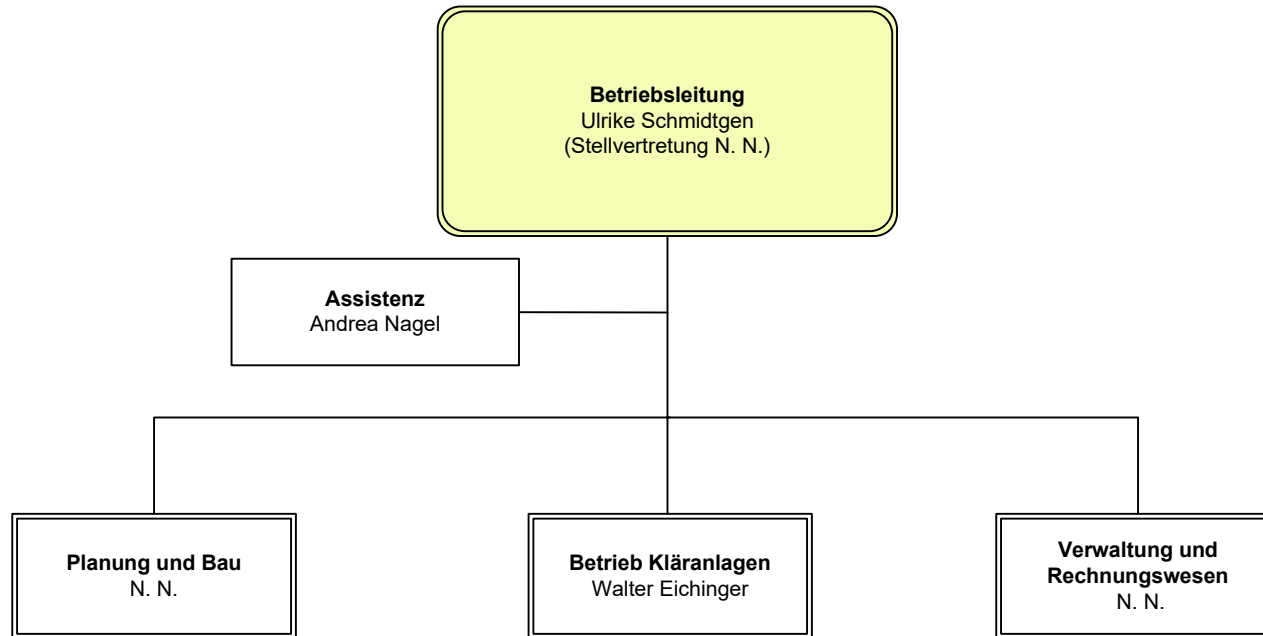 Betriebsleitung
Ulrike Schmidtgen
(Stellvertretung N. N.)
Assistenz
Andrea Nagel
Planung und Bau
N. N.
Betrieb Kläranlagen
Walter Eichinger
Verwaltung und
Rechnungswesen
N. N.